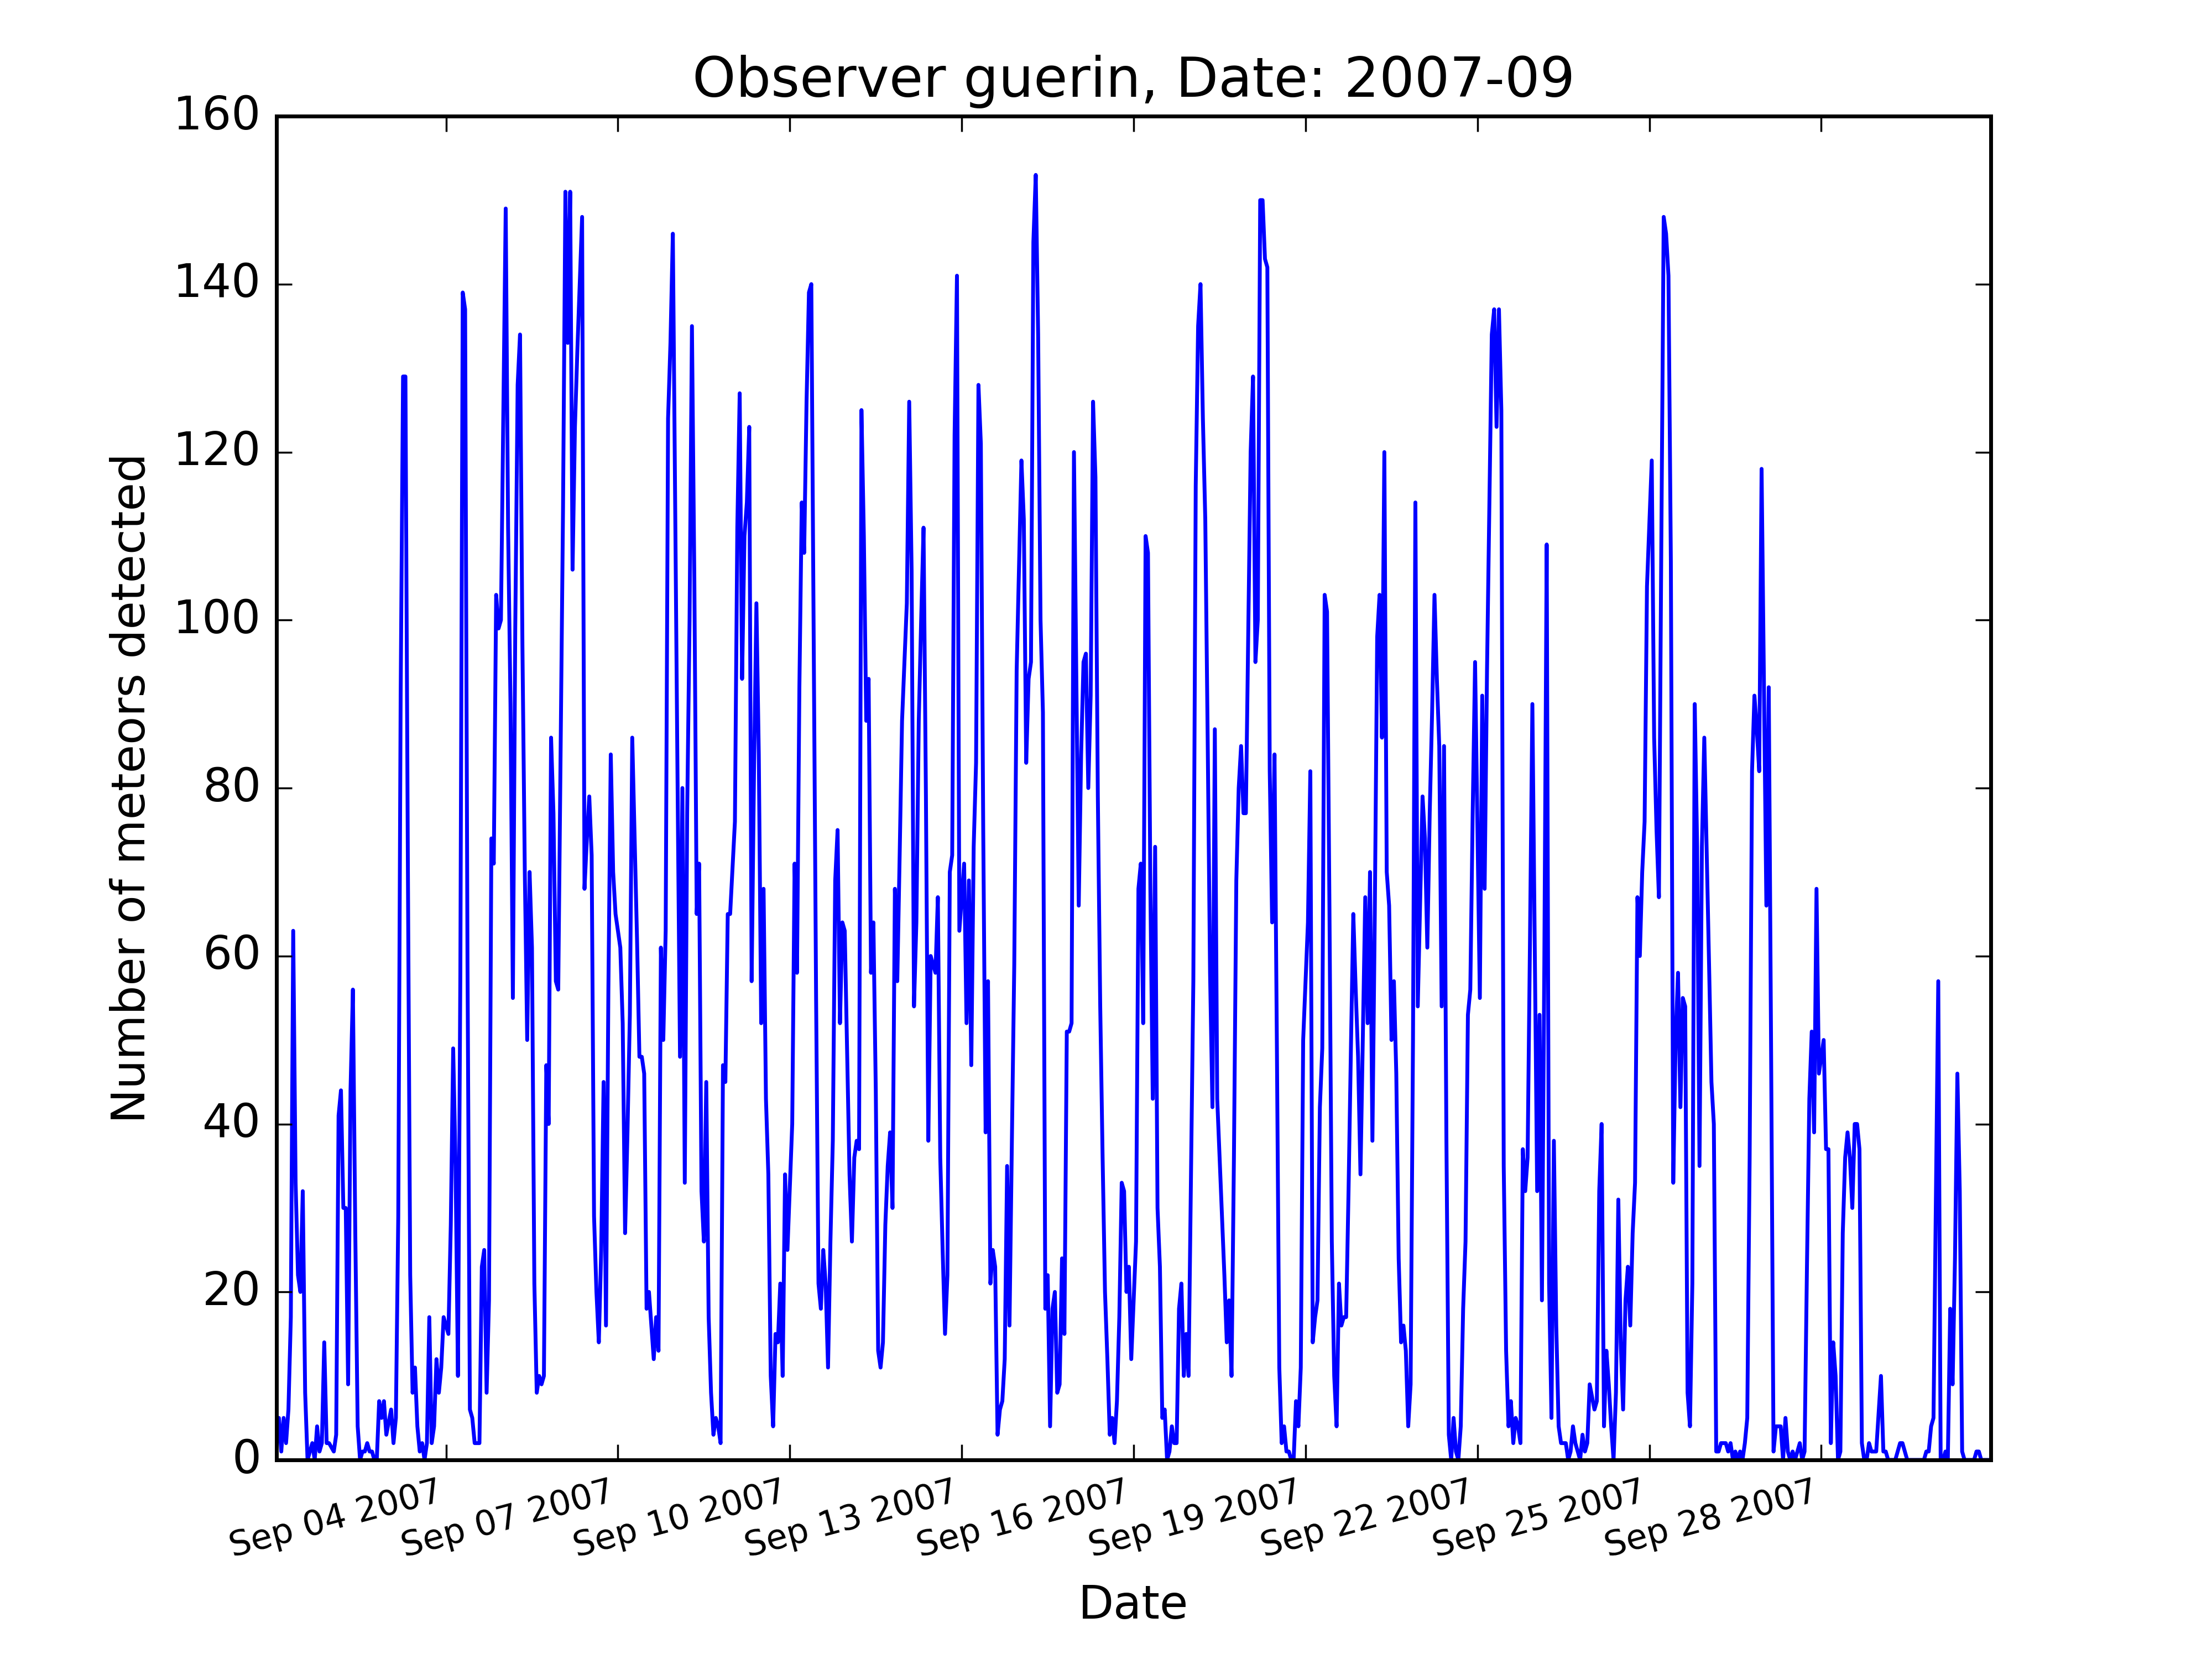 Observer guerin, Date: 2007-09
160
140
120
100
80
60
40
20
0
Number of meteors detected
Sep 04 2007
Sep 07 2007
Sep 10 2007
Sep 13 2007
Sep 16 2007
Sep 19 2007
Sep 22 2007
Sep 25 2007
Sep 28 2007
Date